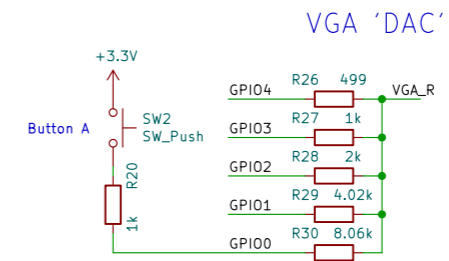 VGA ‘DAC’
+3.3V
GPIO4 R26 499 VGA_R
Button A SW2
SW_Push
GPIO3 R27 1k
GPIO2 R28 2k
R20
1k
GPIO1 R29 4.02k
GPIO0 R30 8.06k